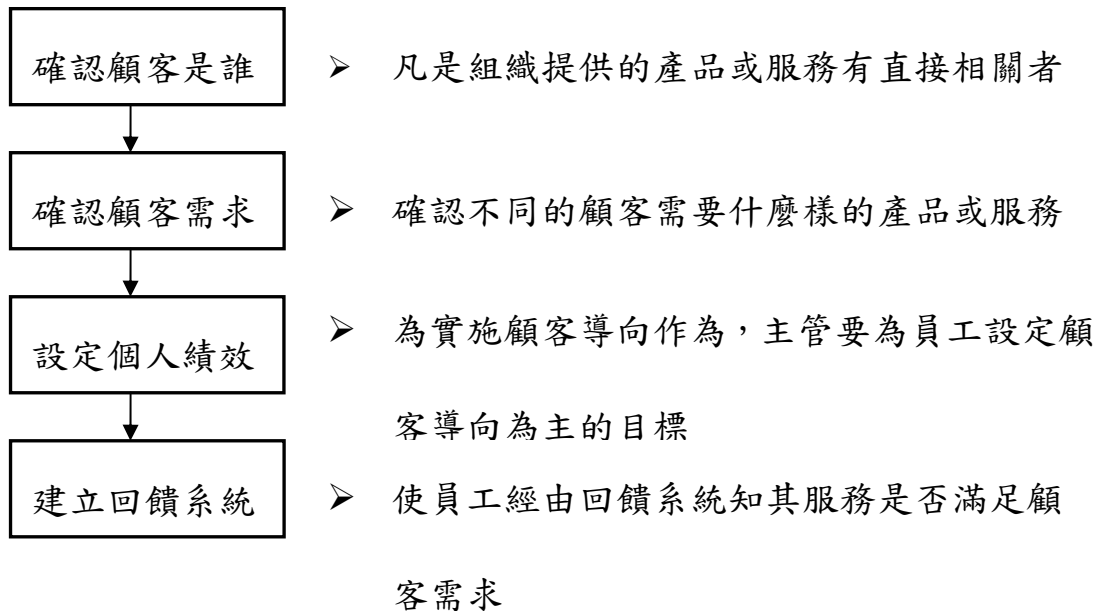 確認顧客是誰 ➢ 凡是組織提供的產品或服務有直接相關者
確認顧客需求 ➢ 確認不同的顧客需要什麼樣的產品或服務
設定個人績效 ➢ 為實施顧客導向作為，主管要為員工設定顧
客導向為主的目標
建立回饋系統 ➢ 使員工經由回饋系統知其服務是否滿足顧
客需求